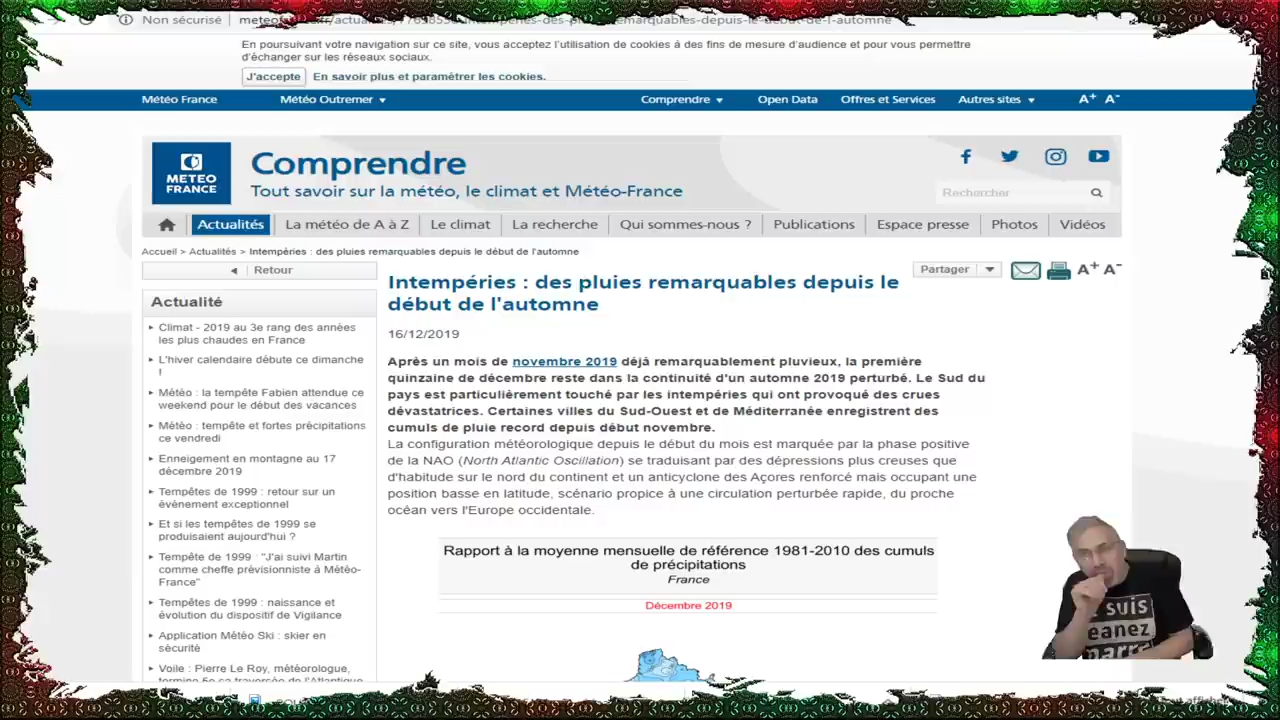 Non sécurisé
En poursuivant votre navigation sur ce site, vous acceptez l'utilisation de cookies à des fins de mesure d'audience et pour vous permettre
d'échanger sur les réseaux sociaux.
J'accepte En savoir plus et paramétrer les cookies.
Météo France Météo Outremer Comprendre Open Data Offres et Services Autres sites A+ A-
METEO FRANCE
Comprendre
Tout savoir sur la météo, le climat et Météo-France
Rechercher
Actualités La météo de A à Z Le climat La recherche Qui sommes-nous ? Publications Espace presse Photos Vidéos
Accueil > Actualités > Intempéries : des pluies remarquables depuis le début de l'automne
Retour
Actualité
Climat - 2019 au 3e rang des années
les plus chaudes en France
L'hiver calendaire débute ce dimanche
!
Météo : la tempête Fabien attendue ce
weekend pour le début des vacances
Météo : tempête et fortes précipitations
ce vendredi
Enneigement en montagne au 17
décembre 2019
Tempêtes de 1999 : retour sur un
évènement exceptionnel
Et si les tempêtes de 1999 se
produisaient aujourd'hui ?
Tempête de 1999 : "J'ai suivi Martin
comme cheffe prévisionniste à Météo-
France"
Tempêtes de 1999 : naissance et
évolution du dispositif de Vigilance
Application Météo Ski : skier en
sécurité
Voile : Pierre Le Roy, météorologue,
termine 6e sa traversée de l'Atlantique
Partager A+ A-
Intempéries : des pluies remarquables depuis le
début de l'automne
16/12/2019
Après un mois de novembre 2019 déjà remarquablement pluvieux, la première
quinzaine de décembre reste dans la continuité d'un automne 2019 perturbé. Le Sud du
pays est particulièrement touché par les intempéries qui ont provoqué des crues
dévastatrices. Certaines villes du Sud-Ouest et de Méditerranée enregistrent des
cumuls de pluie record depuis début novembre.
La configuration météorologique depuis le début du mois est marquée par la phase positive
de la NAO (North Atlantic Oscillation) se traduisant par des dépressions plus creuses que
d'habitude sur le nord du continent et un anticyclone des Açores renforcé mais occupant une
position basse en latitude, scénario propice à une circulation perturbée rapide, du proche
océan vers l'Europe occidentale.
Rapport à la moyenne mensuelle de référence 1981-2010 des cumuls
de précipitations
France
Décembre 2019
suis